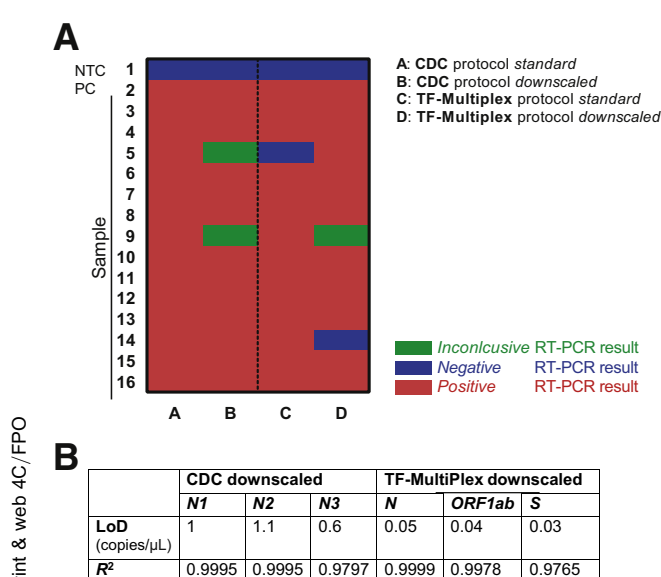 A
NTC 1
PC 2
3
4
5
6
7
8
9
10
11
12
13
14
15
16
Sample
A B C D
A: CDC protocol standard
B: CDC protocol downscaled
C: TF-Multiplex protocol standard
D: TF-Multiplex protocol downscaled
Inconlcusive RT-PCR result
Negative RT-PCR result
Positive RT-PCR result
int & web 4C/FPO
B
CDC downscaled TF-MultiPlex downscaled
N1 N2 N3 N ORF1ab S
LoD 1 1.1 0.6 0.05 0.04 0.03
(copies/µL)
R² 0.9995 0.9995 0.9797 0.9999 0.9978 0.9765